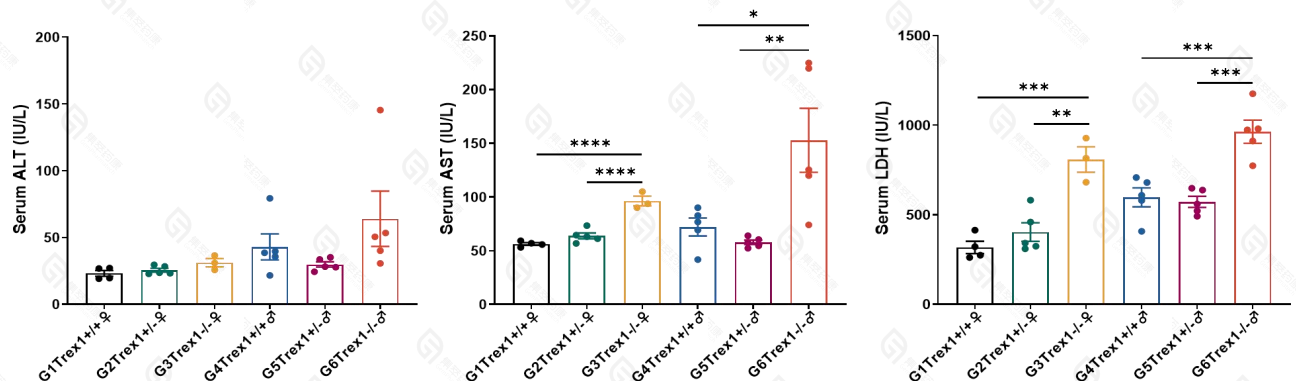 Serum ALT (IU/L)
200
150
100
50
0
G1Trex1+/+♀
G2Trex1+/-♀
G3Trex1-/-♀
G4Trex1+/+♂
G5Trex1+/-♂
G6Trex1-/-♂
Serum AST (IU/L)
250
200
150
100
50
0
*
**
****
****
G1Trex1+/+♀
G2Trex1+/-♀
G3Trex1-/-♀
G4Trex1+/+♂
G5Trex1+/-♂
G6Trex1-/-♂
Serum LDH (IU/L)
1500
1000
500
0
***
***
***
**
G1Trex1+/+♀
G2Trex1+/-♀
G3Trex1-/-♀
G4Trex1+/+♂
G5Trex1+/-♂
G6Trex1-/-♂